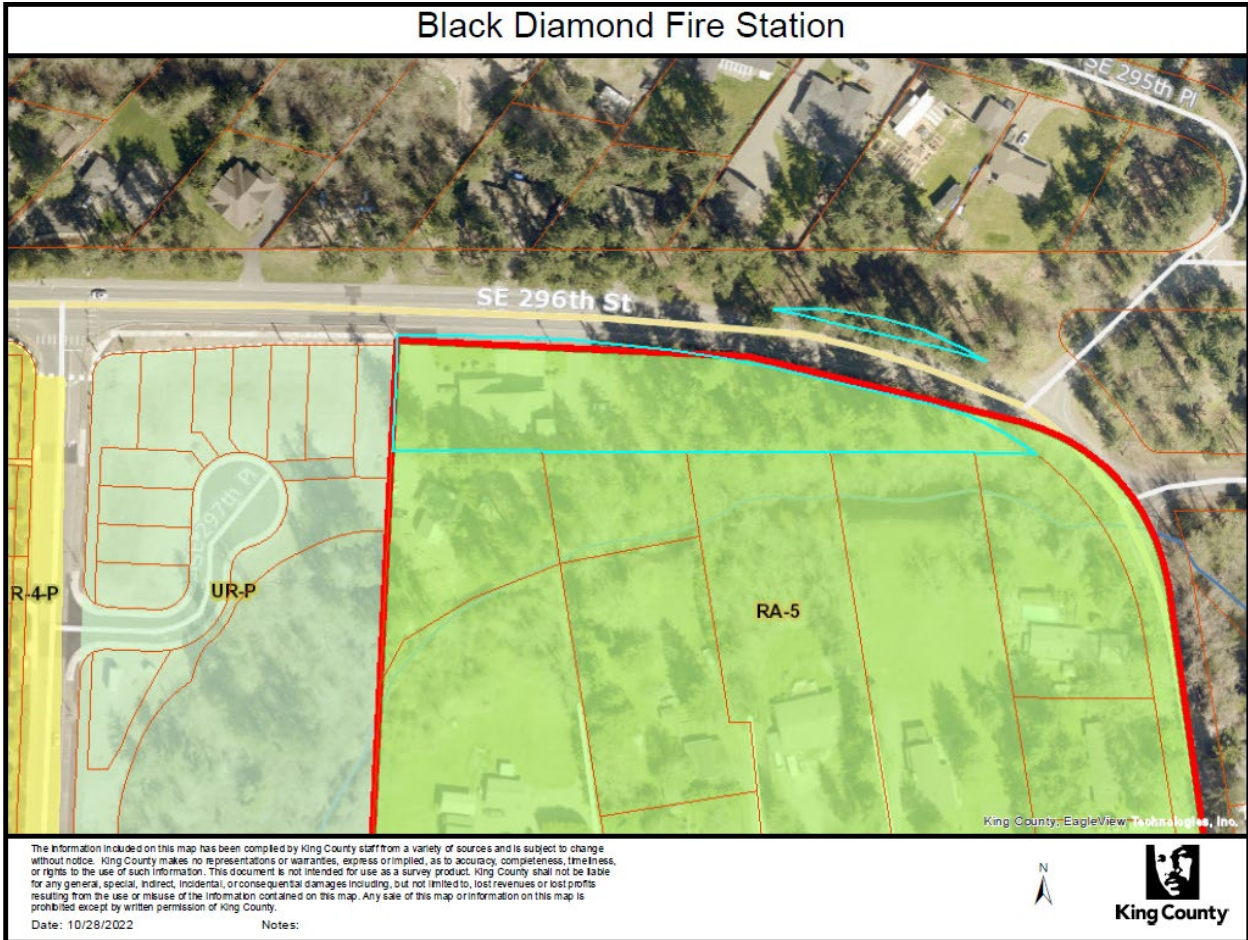 Black Diamond Fire Station
SE 295th Pl
SE 296th St
SE 297th Pl
R-4-P
UR-P
RA-5
King County, EagleView Technologies, Inc.
The information included on this map has been compiled by King County staff from a variety of sources and is subject to change
without notice. King County makes no representations or warranties, express or implied, as to accuracy, completeness, timeliness,
or rights to the use of such information. This document is not intended for use as a survey product. King County shall not be liable
for any general, special, indirect, incidental, or consequential damages including, but not limited to, lost revenues or lost profits
resulting from the use or misuse of the information contained on this map. Any sale of this map or information on this map is
prohibited except by written permission of King County.
Date: 10/28/2022 Notes:
N
King County